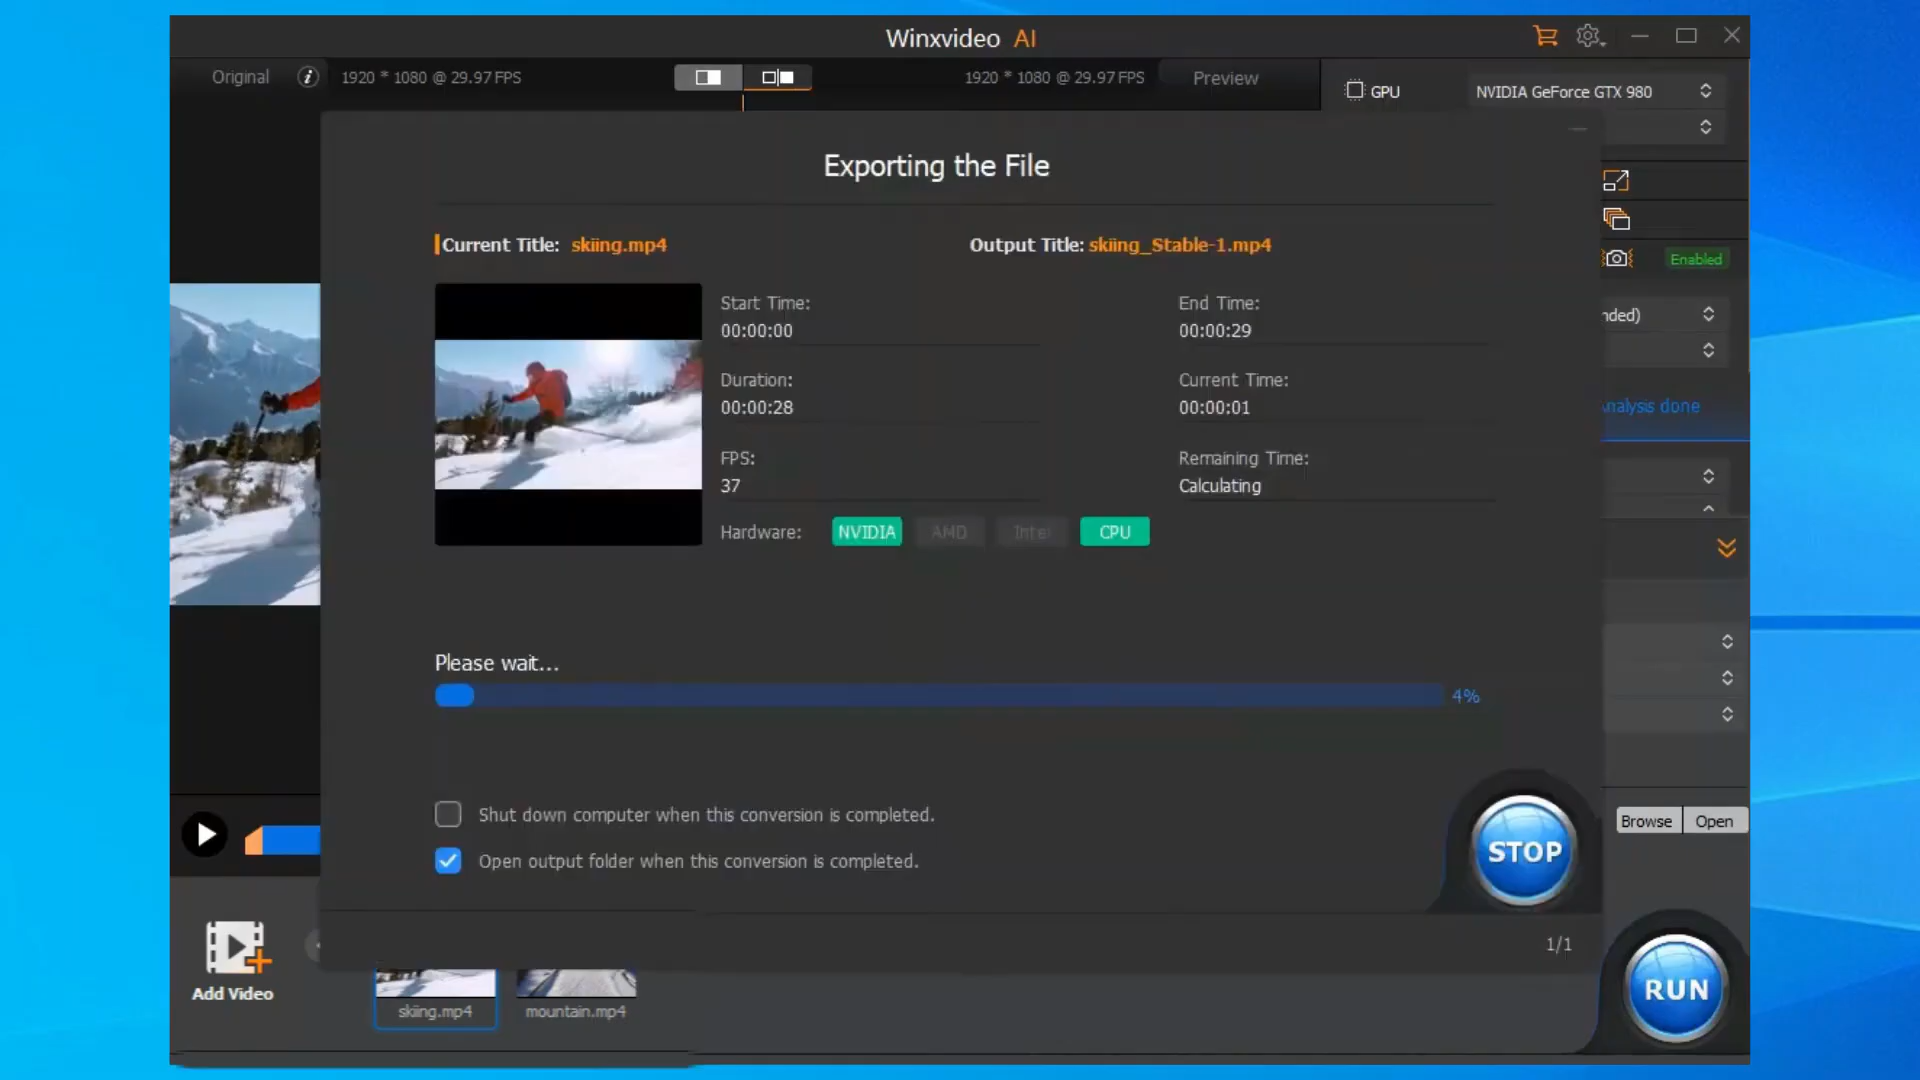 Winxvideo AI
Original
1920 * 1080 @ 29.97 FPS
1920 * 1080 @ 29.97 FPS
Preview
GPU
NVIDIA GeForce GTX 980
Exporting the File
Current Title: skiing.mp4
Output Title: skiing_Stable-1.mp4
Enabled
Start Time:
00:00:00
End Time:
00:00:29
nded)
Duration:
00:00:28
Current Time:
00:00:01
Analysis done
FPS:
37
Remaining Time:
Calculating
Hardware: NVIDIA AMD Intel CPU
Please wait...
4%
Shut down computer when this conversion is completed.
Open output folder when this conversion is completed.
STOP
Browse
Open
1/1
Add Video
skiing.mp4
mountain.mp4
RUN